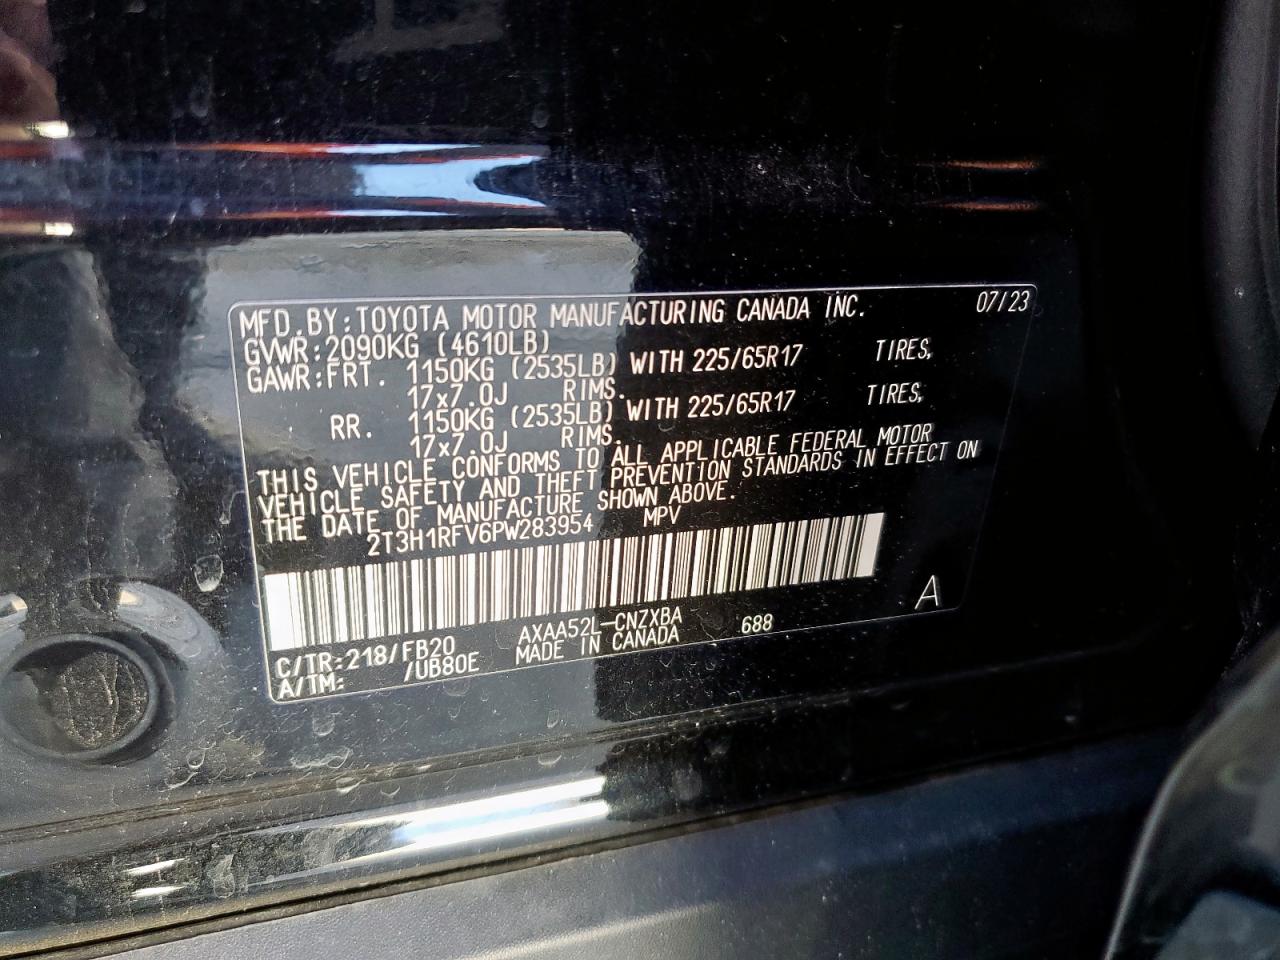 MFD.BY:TOYOTA MOTOR MANUFACTURING CANADA INC. 07/23
GVWR:2090KG (4610LB)
GAWR:FRT. 1150KG (2535LB) WITH 225/65R17 TIRES,
17x7.0J RIMS.
RR. 1150KG (2535LB) WITH 225/65R17 TIRES,
17x7.0J RIMS.
THIS VEHICLE CONFORMS TO ALL APPLICABLE FEDERAL MOTOR
VEHICLE SAFETY AND THEFT PREVENTION STANDARDS IN EFFECT ON
THE DATE OF MANUFACTURE SHOWN ABOVE.
2T3H1RFV6PW283954 MPV
A
C/TR:218/FB20 AXAA52L-CNZXBA 688
A/TM: /UB80E MADE IN CANADA